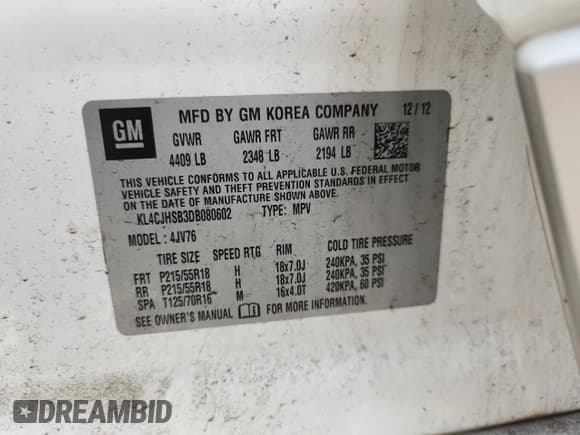 GM
MFD BY GM KOREA COMPANY 12/12
GVWR GAWR FRT GAWR RR
4409 LB 2348 LB 2194 LB
THIS VEHICLE CONFORMS TO ALL APPLICABLE U.S. FEDERAL MOTOR
VEHICLE SAFETY AND THEFT PREVENTION STANDARDS IN EFFECT
ON THE DATE OF MANUFACTURE SHOWN ABOVE.
KL4CJHSB3DB080602 TYPE: MPV
MODEL: 4JV76
TIRE SIZE SPEED RTG RIM COLD TIRE PRESSURE
FRT P215/55R18 H 18x7.0J 240KPA, 35 PSI
RR P215/55R18 H 18x7.0J 240KPA, 35 PSI
SPA T125/70R16 M 16x4.0T 420KPA, 60 PSI
SEE OWNER'S MANUAL FOR MORE INFORMATION.
DREAMBID